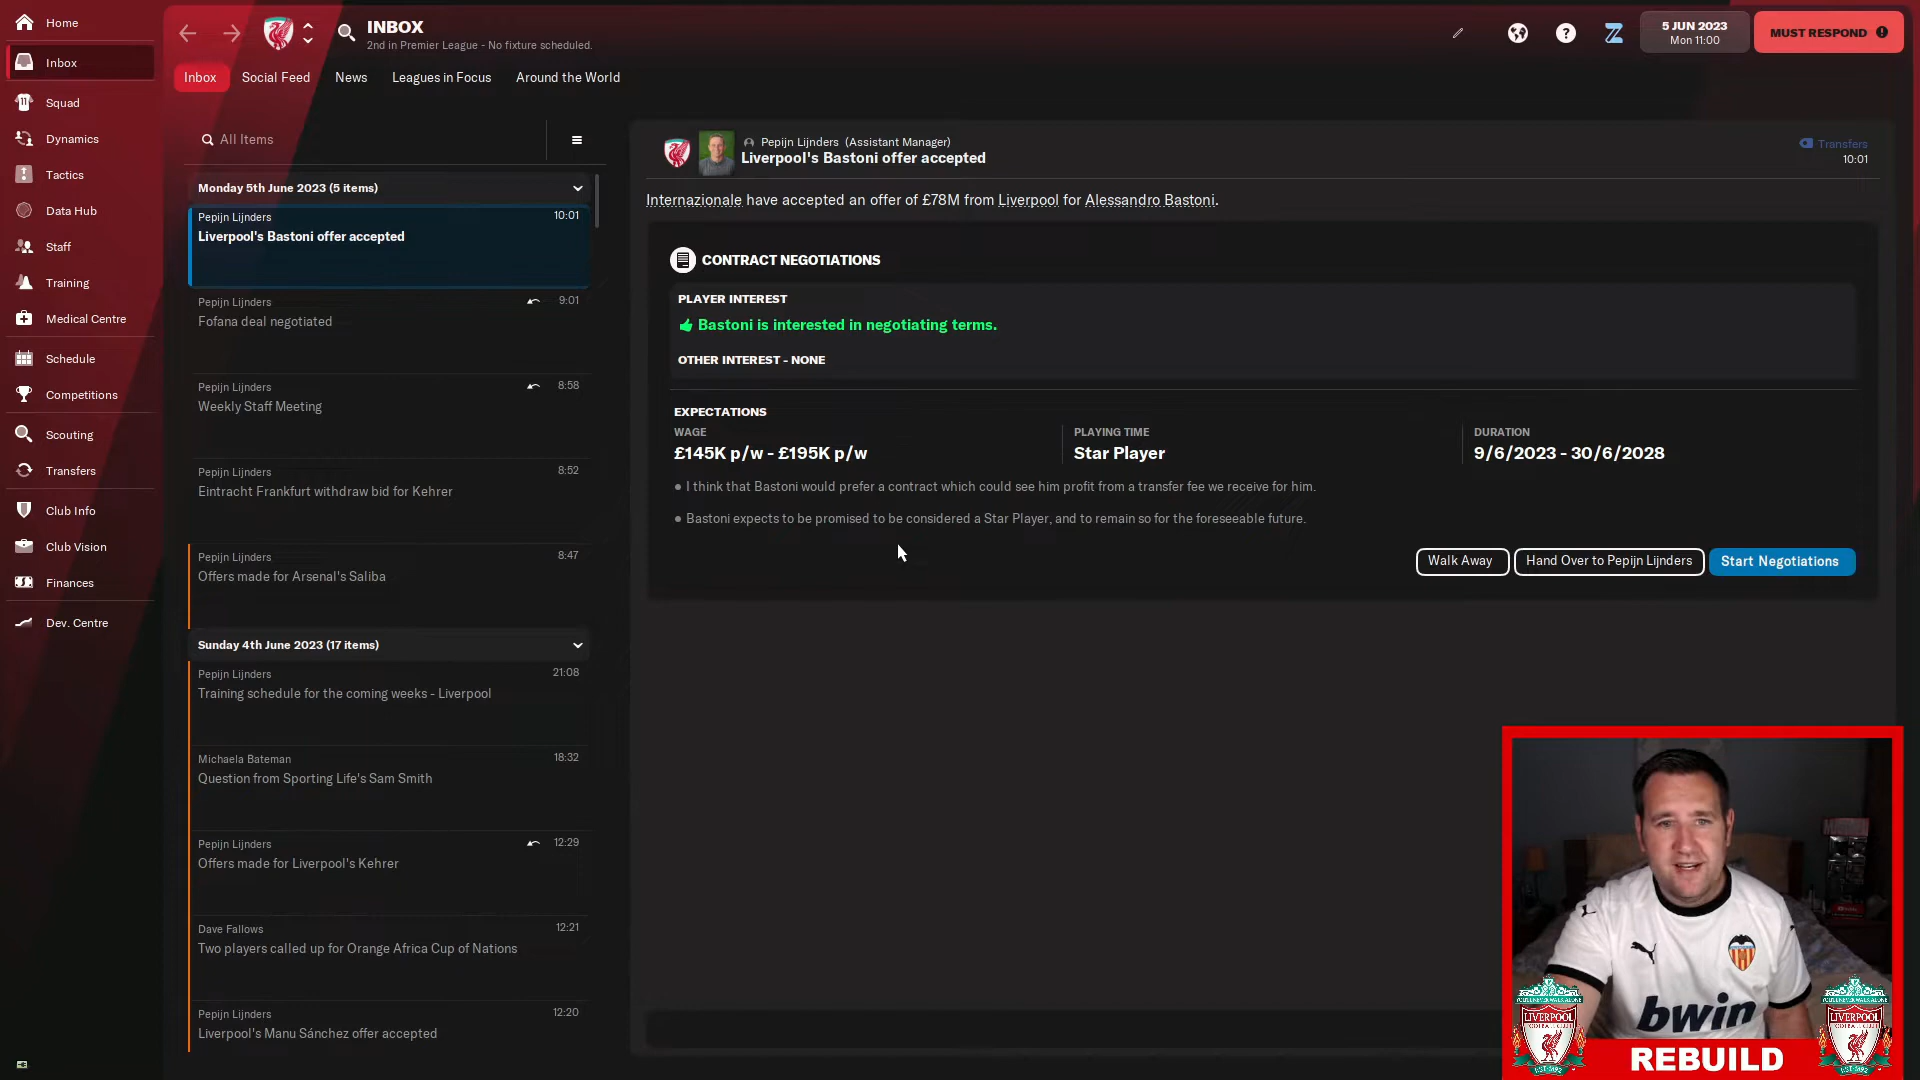 Home
Inbox
Squad
Dynamics
Tactics
Data Hub
Staff
Training
Medical Centre
Schedule
Competitions
Scouting
Transfers
Club Info
Club Vision
Finances
Dev. Centre
INBOX
2nd in Premier League - No fixture scheduled.
5 JUN 2023
Mon 11:00
MUST RESPOND
Inbox Social Feed News Leagues in Focus Around the World
All Items
Monday 5th June 2023 (5 items)
Pepijn Lijnders 10:01
Liverpool's Bastoni offer accepted
Pepijn Lijnders 9:01
Fofana deal negotiated
Pepijn Lijnders 8:58
Weekly Staff Meeting
Pepijn Lijnders 8:52
Eintracht Frankfurt withdraw bid for Kehrer
Pepijn Lijnders 8:47
Offers made for Arsenal's Saliba
Sunday 4th June 2023 (17 items)
Pepijn Lijnders 21:08
Training schedule for the coming weeks - Liverpool
Michaela Bateman 18:32
Question from Sporting Life's Sam Smith
Pepijn Lijnders 12:29
Offers made for Liverpool's Kehrer
Dave Fallows 12:21
Two players called up for Orange Africa Cup of Nations
Pepijn Lijnders 12:20
Liverpool's Manu Sánchez offer accepted
Pepijn Lijnders (Assistant Manager)
Liverpool's Bastoni offer accepted
Transfers
10:01
Internazionale have accepted an offer of £78M from Liverpool for Alessandro Bastoni.
CONTRACT NEGOTIATIONS
PLAYER INTEREST
Bastoni is interested in negotiating terms.
OTHER INTEREST - NONE
EXPECTATIONS
WAGE
£145K p/w - £195K p/w
PLAYING TIME
Star Player
DURATION
9/6/2023 - 30/6/2028
I think that Bastoni would prefer a contract which could see him profit from a transfer fee we receive for him.
Bastoni expects to be promised to be considered a Star Player, and to remain so for the foreseeable future.
Walk Away Hand Over to Pepijn Lijnders Start Negotiations
bwin
LIVERPOOL
FOOTBALL CLUB
EST·1892
LIVERPOOL
FOOTBALL CLUB
EST·1892
REBUILD